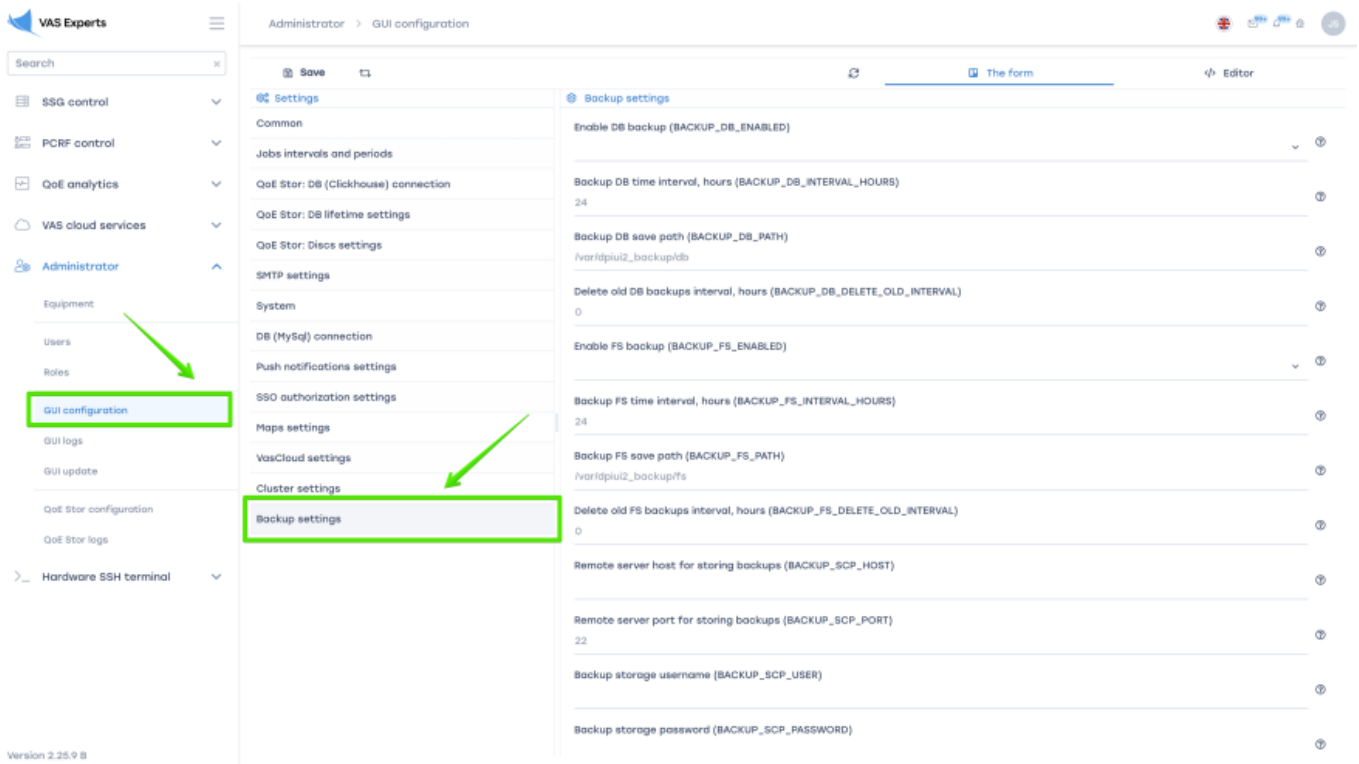 VAS Experts
Administrator > GUI configuration
99+
99+
JS
Search
Save
The form
</> Editor
SSG control
PCRF control
QoE analytics
VAS cloud services
Administrator
Equipment
Users
Roles
GUI configuration
GUI logs
GUI update
QoE Stor configuration
QoE Stor logs
Hardware SSH terminal
Version 2.25.9 B
Settings
Common
Jobs intervals and periods
QoE Stor: DB (Clickhouse) connection
QoE Stor: DB lifetime settings
QoE Stor: Discs settings
SMTP settings
System
DB (MySql) connection
Push notifications settings
SSO authorization settings
Maps settings
VasCloud settings
Cluster settings
Backup settings
Backup settings
Enable DB backup (BACKUP_DB_ENABLED)
Backup DB time interval, hours (BACKUP_DB_INTERVAL_HOURS)
24
Backup DB save path (BACKUP_DB_PATH)
/var/dpiui2_backup/db
Delete old DB backups interval, hours (BACKUP_DB_DELETE_OLD_INTERVAL)
0
Enable FS backup (BACKUP_FS_ENABLED)
Backup FS time interval, hours (BACKUP_FS_INTERVAL_HOURS)
24
Backup FS save path (BACKUP_FS_PATH)
/var/dpiui2_backup/fs
Delete old FS backups interval, hours (BACKUP_FS_DELETE_OLD_INTERVAL)
0
Remote server host for storing backups (BACKUP_SCP_HOST)
Remote server port for storing backups (BACKUP_SCP_PORT)
22
Backup storage username (BACKUP_SCP_USER)
Backup storage password (BACKUP_SCP_PASSWORD)